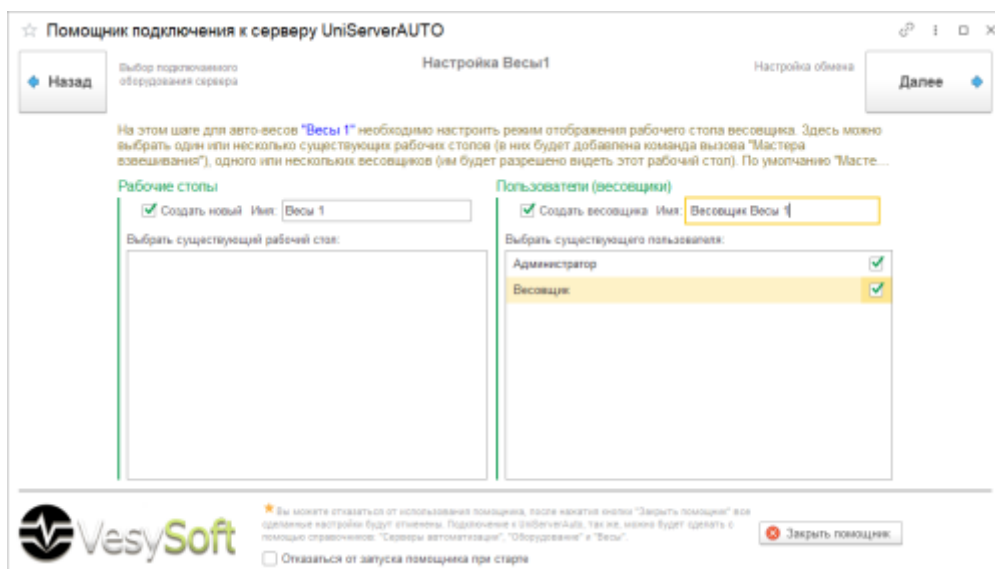 Помощник подключения к серверу UniServerAUTO
Назад
Выбор подключаемого
оборудования сервера
Настройка Весы1
Настройка обмена
Далее
На этом шаге для авто-весов "Весы 1" необходимо настроить режим отображения рабочего стола весовщика. Здесь можно
выбрать один или несколько существующих рабочих столов (в них будет добавлена команда вызова "Мастера
взвешивания"), одного или нескольких весовщиков (им будет разрешено видеть этот рабочий стол). По умолчанию "Масте...
Рабочие столы
Создать новый Имя: Весы 1
Выбрать существующий рабочий стол:
Пользователи (весовщики)
Создать весовщика Имя: Весовщик Весы 1
Выбрать существующего пользователя:
Администратор
Весовщик
VesySoft
Вы можете отказаться от использования помощника, после нажатия кнопки "Закрыть помощник" все
сделанные настройки будут отменены. Подключение к UniServerAuto, так же, можно будет сделать с
помощью справочников: "Серверы автоматизации", "Оборудование" и "Весы".
Отказаться от запуска помощника при старте
Закрыть помощник